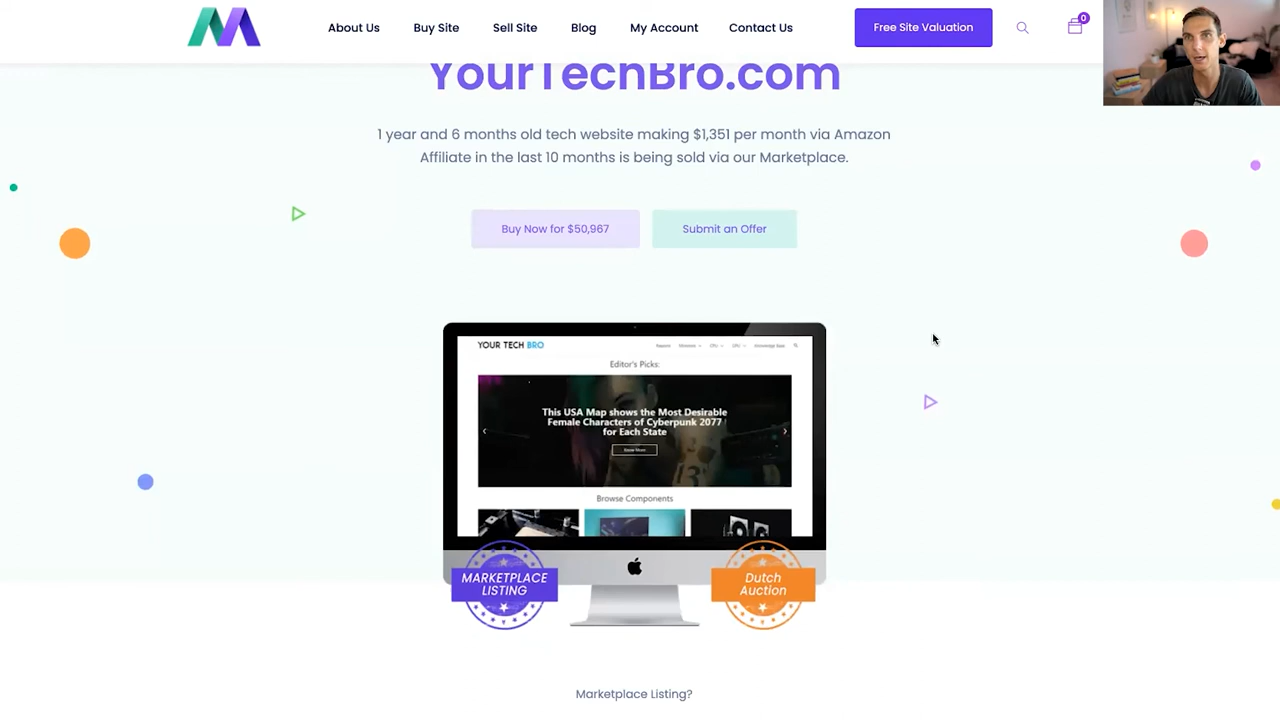 About Us
Buy Site
Sell Site
Blog
My Account
Contact Us
Free Site Valuation
0
YourTechBro.com
1 year and 6 months old tech website making $1,351 per month via Amazon
Affiliate in the last 10 months is being sold via our Marketplace.
Buy Now for $50,967
Submit an Offer
YOUR TECH BRO
Editor's Picks:
This USA Map shows the Most Desirable
Female Characters of Cyberpunk 2077
for Each State
Browse Components
MARKETPLACE
LISTING
Dutch
Auction
Marketplace Listing?